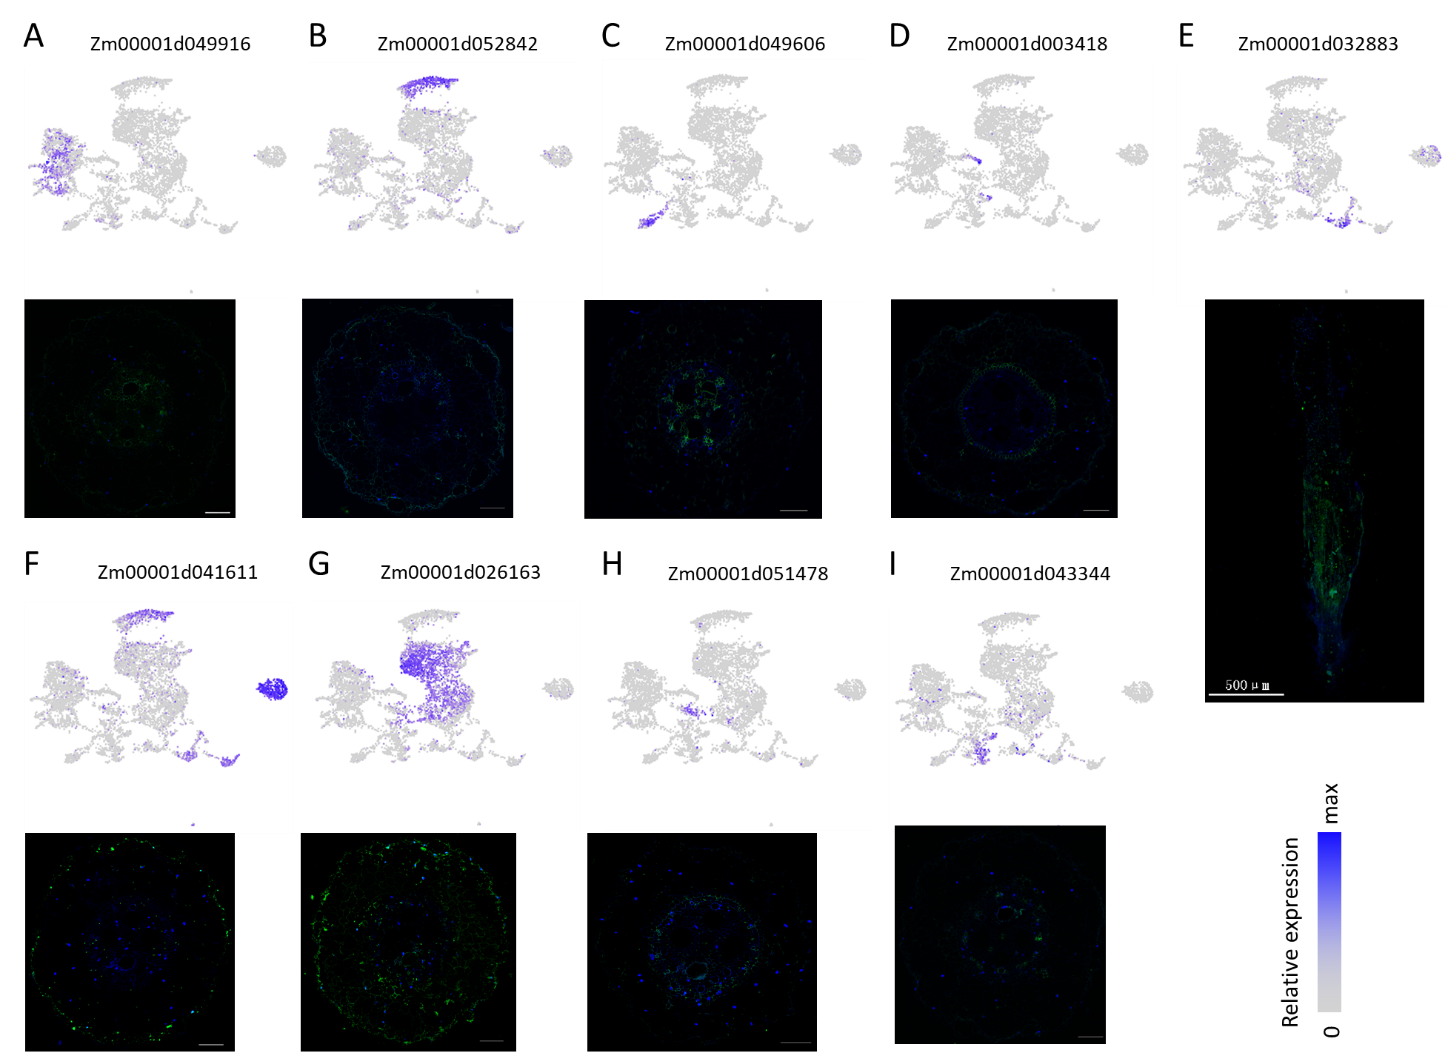 A Zm00001d049916
B Zm00001d052842
C Zm00001d049606
D Zm00001d003418
E Zm00001d032883
500 μm
F Zm00001d041611
G Zm00001d026163
H Zm00001d051478
I Zm00001d043344
Relative expression
0 max